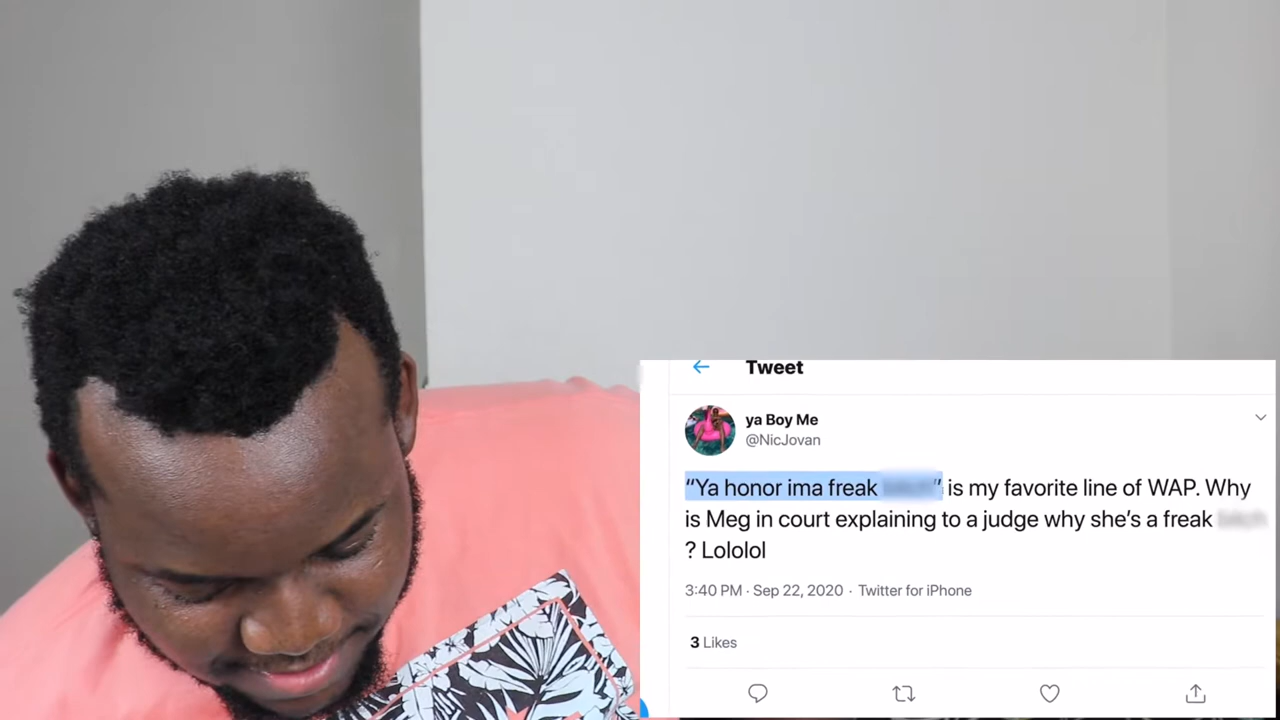 Tweet
ya Boy Me
@NicJovan
“Ya honor ima freak ” is my favorite line of WAP. Why
is Meg in court explaining to a judge why she’s a freak
? Lololol
3:40 PM · Sep 22, 2020 · Twitter for iPhone
3 Likes